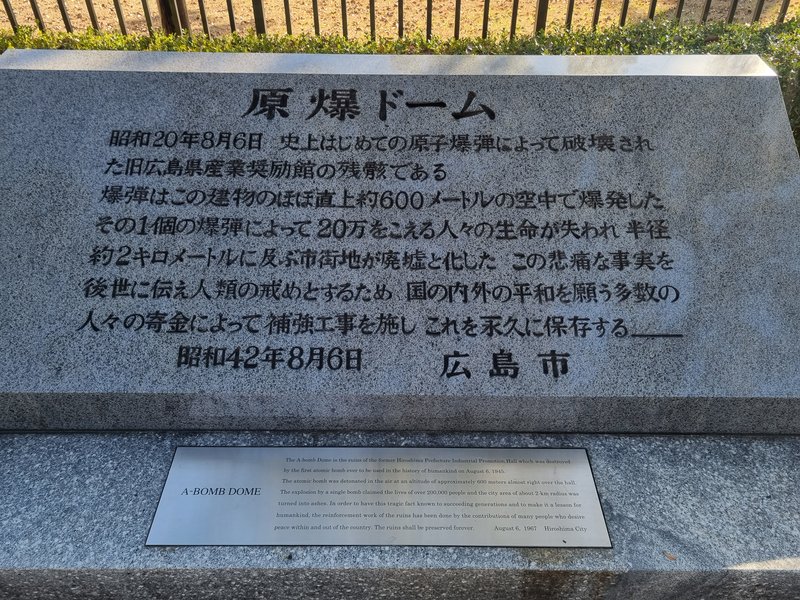 原爆ドーム
昭和20年8月6日 史上はじめての原子爆弾によって破壊され
た旧広島県産業奨励館の残骸である
爆弾はこの建物のほぼ直上約600メートルの空中で爆発した
その1個の爆弾によって20万をこえる人々の生命が失われ 半径
約2キロメートルに及ぶ市街地が廃墟と化した この悲痛な事実を
後世に伝え人類の戒めとするため 国の内外の平和を願う多数の
人々の寄金によって補強工事を施し これを永久に保存する
昭和42年8月6日 広島市
A-BOMB DOME
The A-bomb Dome is the ruins of the former Hiroshima Prefecture Industrial Promotion Hall which was destroyed
by the first atomic bomb ever to be used in the history of humankind on August 6, 1945.
The atomic bomb was detonated in the air at an altitude of approximately 600 meters almost right over the hall.
The explosion by a single bomb claimed the lives of over 200,000 people and the city area of about 2-km radius was
turned into ashes. In order to have this tragic fact known to succeeding generations and to make it a lesson for
humankind, the reinforcement work of the ruins has been done by the contributions of many people who desire
peace within and out of the country. The ruins shall be preserved forever. August 6, 1967 Hiroshima City